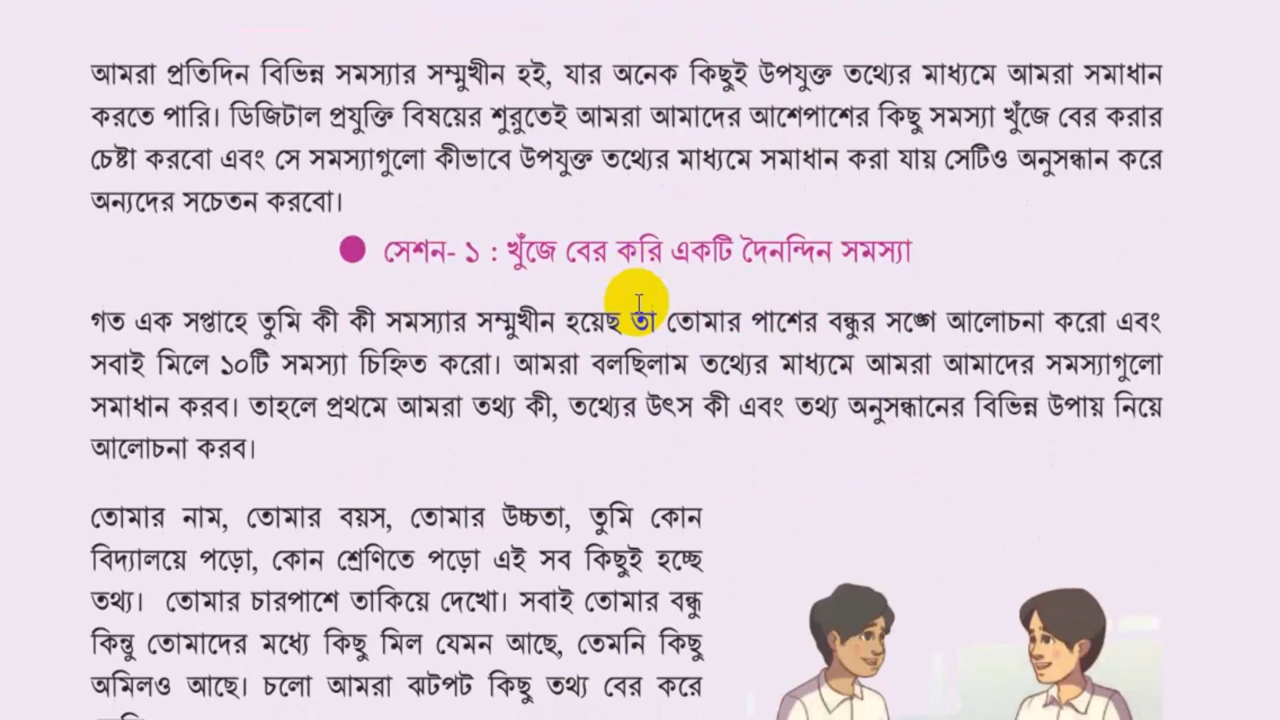 আমরা প্রতিদিন বিভিন্ন সমস্যার সম্মুখীন হই, যার অনেক কিছুই উপযুক্ত তথ্যের মাধ্যমে আমরা সমাধান
করতে পারি। ডিজিটাল প্রযুক্তি বিষয়ের শুরুতেই আমরা আমাদের আশেপাশের কিছু সমস্যা খুঁজে বের করার
চেষ্টা করবো এবং সে সমস্যাগুলো কীভাবে উপযুক্ত তথ্যের মাধ্যমে সমাধান করা যায় সেটিও অনুসন্ধান করে
অন্যদের সচেতন করবো।
● সেশন- ১ : খুঁজে বের করি একটি দৈনন্দিন সমস্যা
গত এক সপ্তাহে তুমি কী কী সমস্যার সম্মুখীন হয়েছ তা তোমার পাশের বন্ধুর সঙ্গে আলোচনা করো এবং
সবাই মিলে ১০টি সমস্যা চিহ্নিত করো। আমরা বলছিলাম তথ্যের মাধ্যমে আমরা আমাদের সমস্যাগুলো
সমাধান করব। তাহলে প্রথমে আমরা তথ্য কী, তথ্যের উৎস কী এবং তথ্য অনুসন্ধানের বিভিন্ন উপায় নিয়ে
আলোচনা করব।
তোমার নাম, তোমার বয়স, তোমার উচ্চতা, তুমি কোন
বিদ্যালয়ে পড়ো, কোন শ্রেণিতে পড়ো এই সব কিছুই হচ্ছে
তথ্য। তোমার চারপাশে তাকিয়ে দেখো। সবাই তোমার বন্ধু
কিন্তু তোমাদের মধ্যে কিছু মিল যেমন আছে, তেমনি কিছু
অমিলও আছে। চলো আমরা ঝটপট কিছু তথ্য বের করে